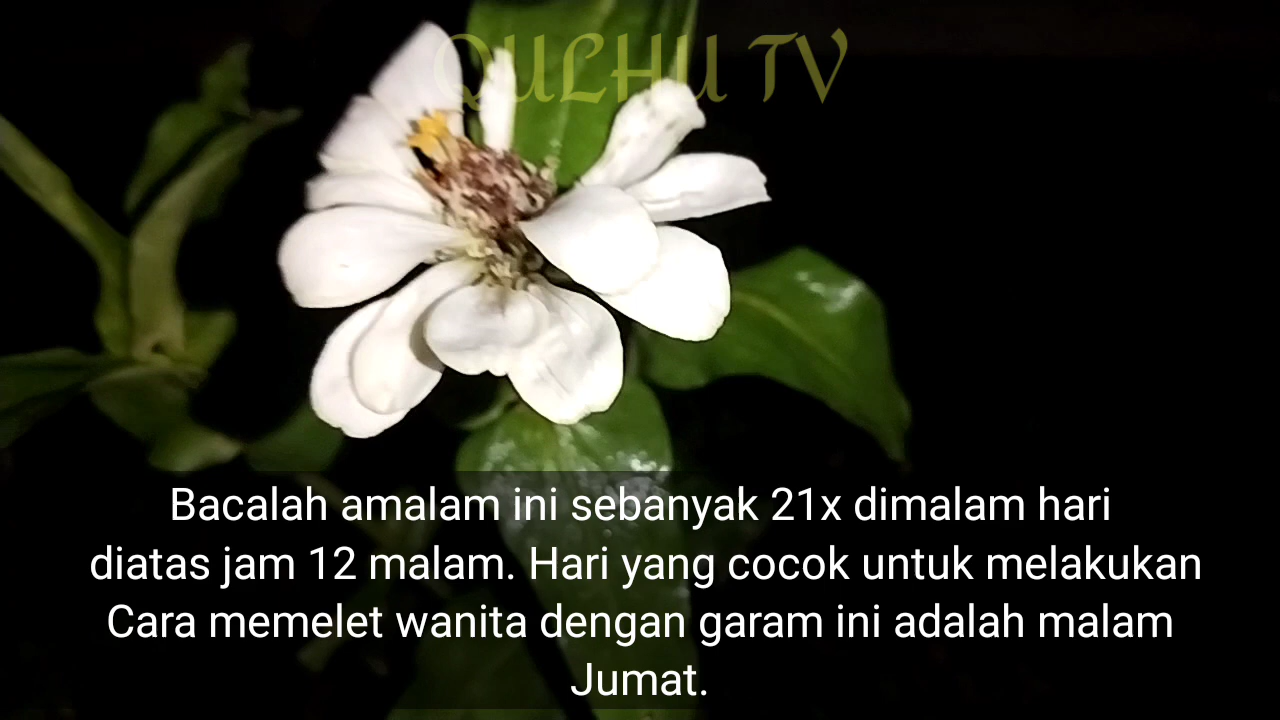 QULHU TV
Bacalah amalam ini sebanyak 21x dimalam hari
diatas jam 12 malam. Hari yang cocok untuk melakukan
Cara memelet wanita dengan garam ini adalah malam
Jumat.